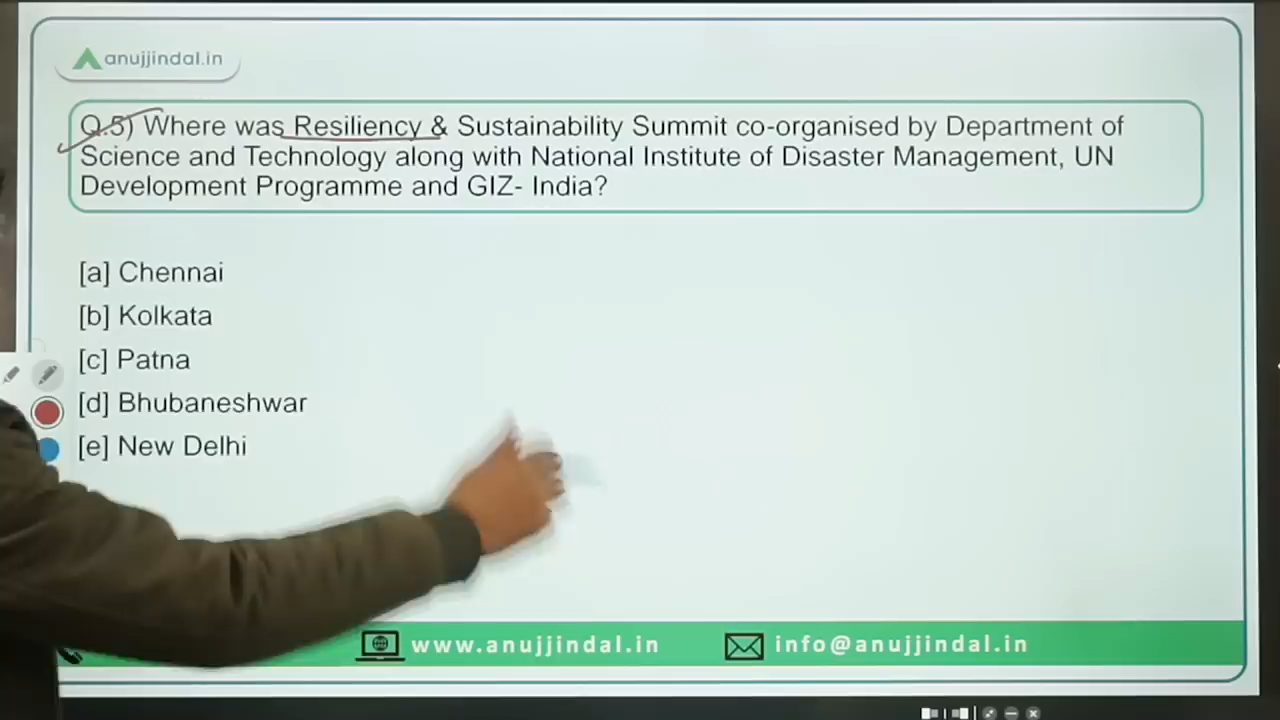 anujjindal.in
Q.5) Where was Resiliency & Sustainability Summit co-organised by Department of
Science and Technology along with National Institute of Disaster Management, UN
Development Programme and GIZ- India?
[a] Chennai
[b] Kolkata
[c] Patna
[d] Bhubaneshwar
[e] New Delhi
www.anujjindal.in
info@anujjindal.in